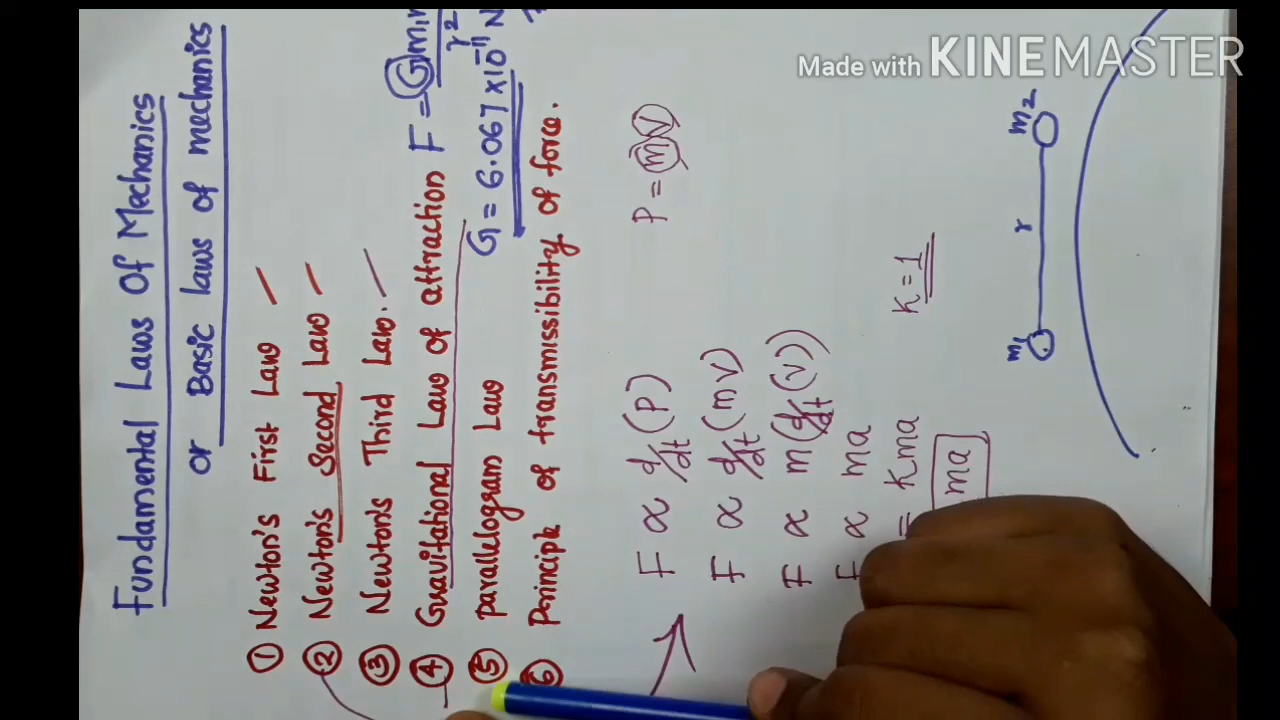 Made with KINEMASTER
Fundamental Laws Of Mechanics
or Basic laws of mechanics
① Newton's First Law
② Newton's Second Law
③ Newton's Third Law.
④ Gravitational Law of attraction F = Gm₁
r²
G = 6.067 x 10⁻¹¹ N
⑤ parallelogram Law
⑥ Principle of transmissibility of force.
F ∝ d/dt (P) P = mv
F ∝ d/dt (mv)
F ∝ m(d/dt (v))
F ∝ ma
= Kma K = 1
ma
m₁ r m₂